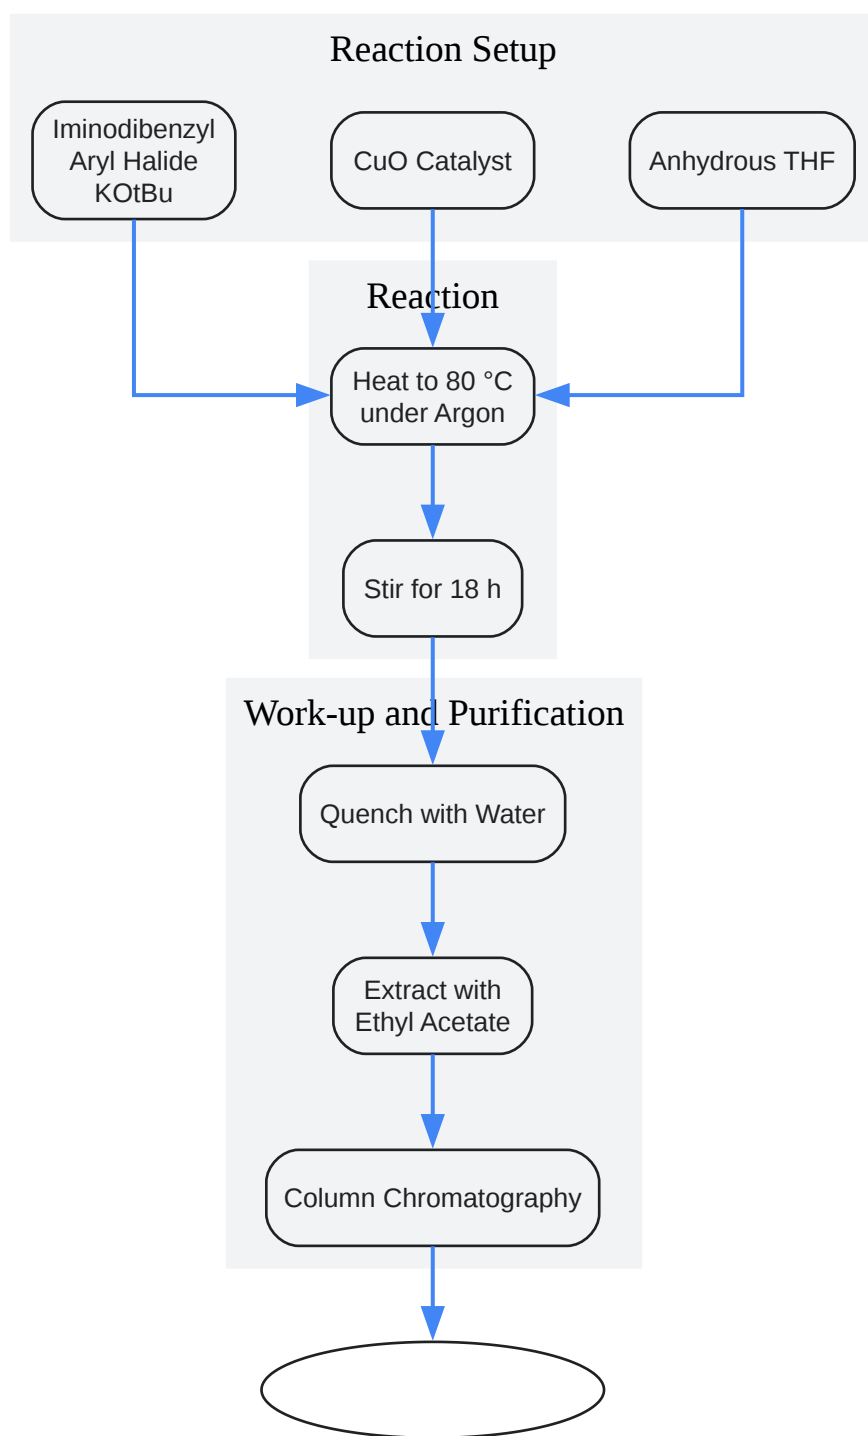 Reaction Setup
Iminodibenzyl
Aryl Halide
KOtBu
CuO Catalyst
Anhydrous THF
Reaction
Heat to 80 °C
under Argon
Stir for 18 h
Work-up and Purification
Quench with Water
Extract with
Ethyl Acetate
Column Chromatography